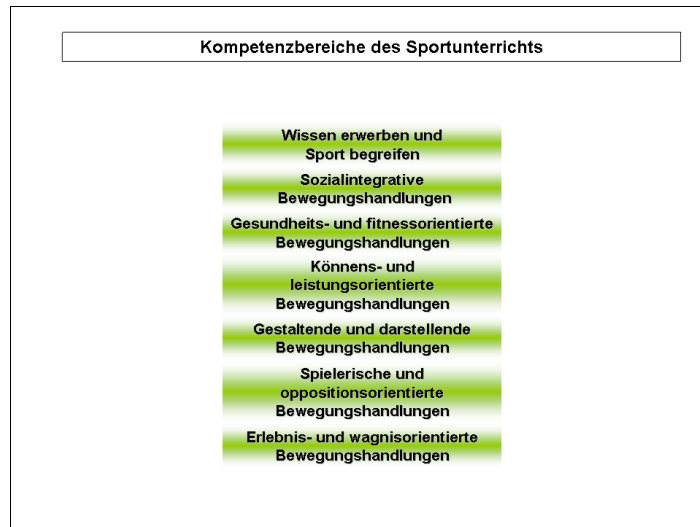 Kompetenzbereiche des Sportunterrichts
Wissen erwerben und
Sport begreifen
Sozialintegrative
Bewegungshandlungen
Gesundheits- und fitnessorientierte
Bewegungshandlungen
Könnens- und
leistungsorientierte
Bewegungshandlungen
Gestaltende und darstellende
Bewegungshandlungen
Spielerische und
oppositionsorientierte
Bewegungshandlungen
Erlebnis- und wagnisorientierte
Bewegungshandlungen